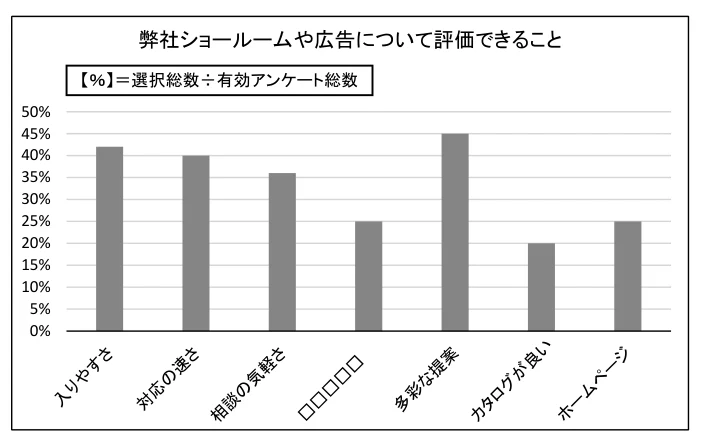 弊社ショールームや広告について評価できること
【%】＝選択総数÷有効アンケート総数
50%
45%
40%
35%
30%
25%
20%
15%
10%
5%
0%
入りやすさ
対応の速さ
相談の気軽さ
□□□□□
多彩な提案
カタログが良い
ホームページ